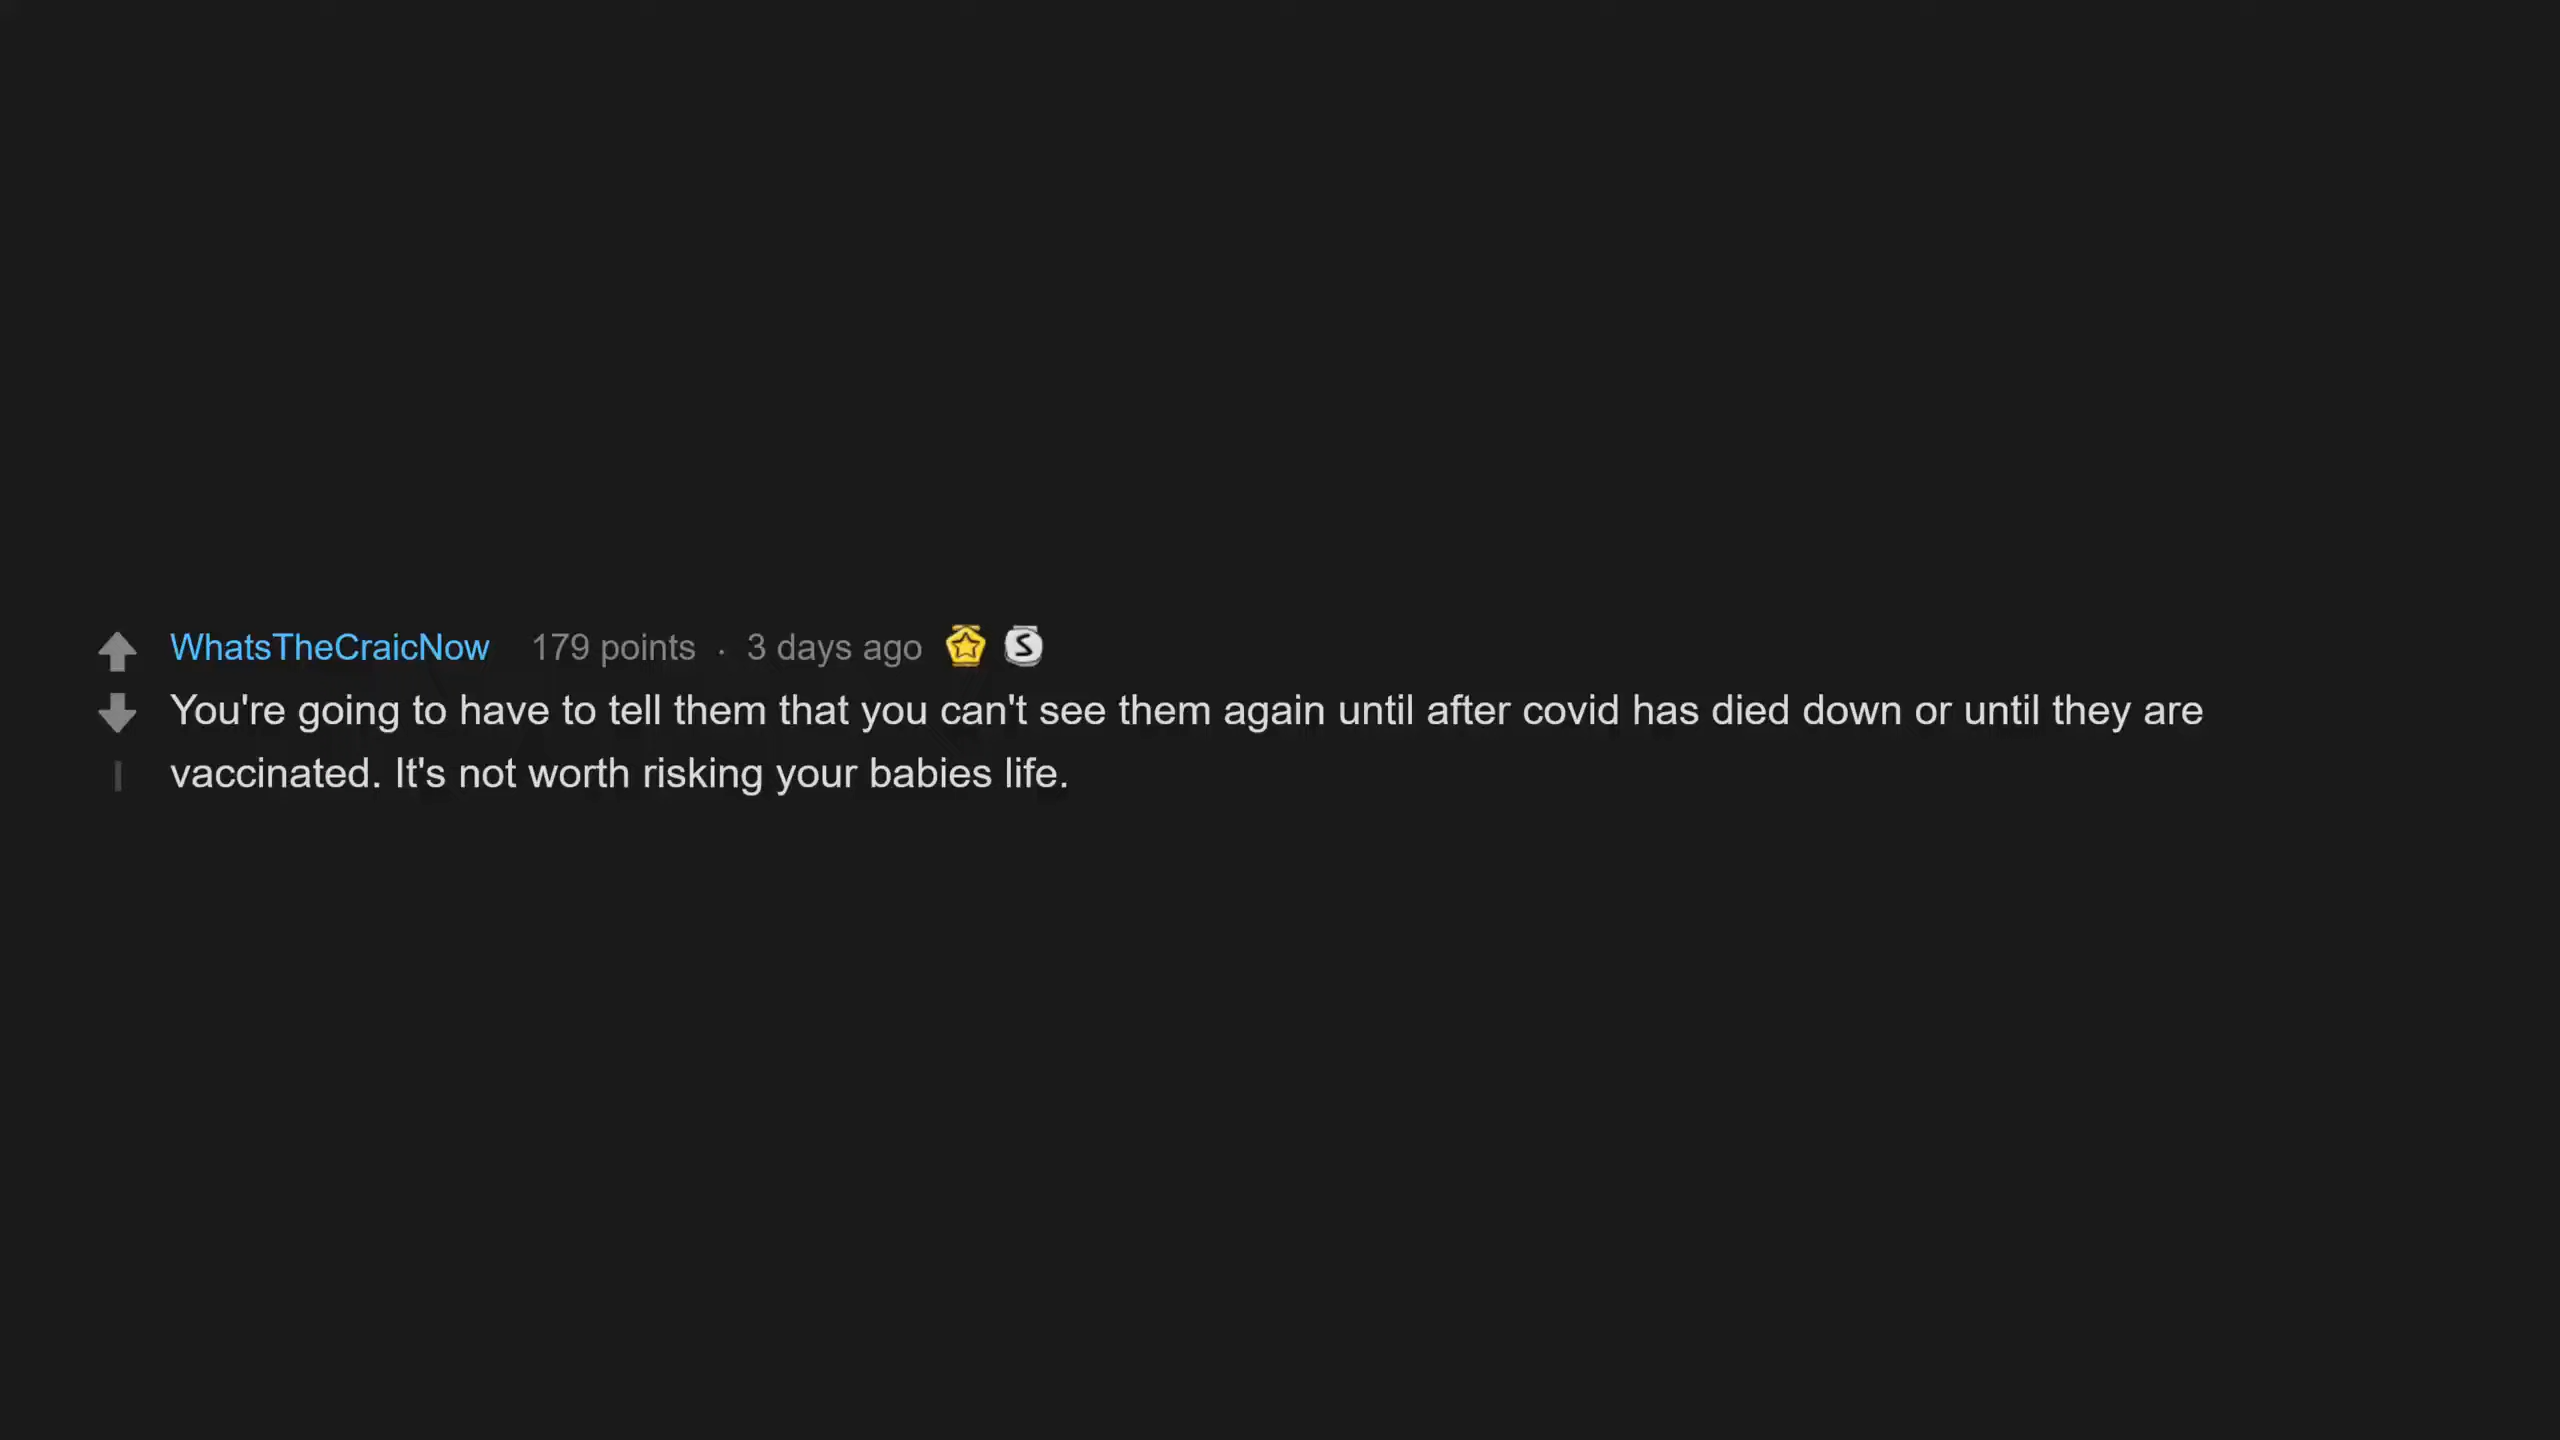 WhatsTheCraicNow 179 points · 3 days ago S
You're going to have to tell them that you can't see them again until after covid has died down or until they are
vaccinated. It's not worth risking your babies life.